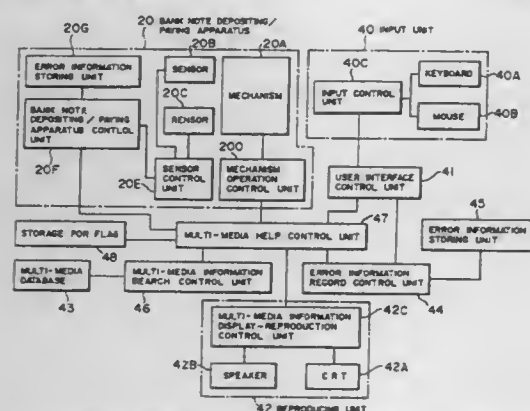 20 BANK NOTE DEPOSITING/
PAYING APPARATUS
20G
20B
20A
ERROR INFORMATION
STORING UNIT
SENSOR
20C
RENSOR
MECHANISM
BANK NOTE
DEPOSITING/PAYING
APPARATUS CONTLOL
UNIT
20F
20E
SENSOR
CONTROL
UNIT
200
MECHANISM
OPERATION
CONTROL UNIT
40 INPUT UNIT
40C
KEYBOARD
40A
INPUT CONTROL
UNIT
MOUSE
40B
USER INTERFACE
CONTROL UNIT
41
45
47
STORAGE FOR FLAG
48
MULTI-MEDIA HELP CONTROL UNIT
ERROR INFORMATION
STORING UNIT
MULTI-MEDIA
DATABASE
43
MULTI-MEDIA INFORMATION
SEARCH CONTROL UNIT
46
ERROR INFORMATION
RECORD CONTROL UNIT
44
MULTI-MEDIA INFORMATION
DISPLAY-REPRODUCTION
CONTROL UNIT
42C
42B
SPEAKER
C R T
42A
42 REPRODUCING UNIT